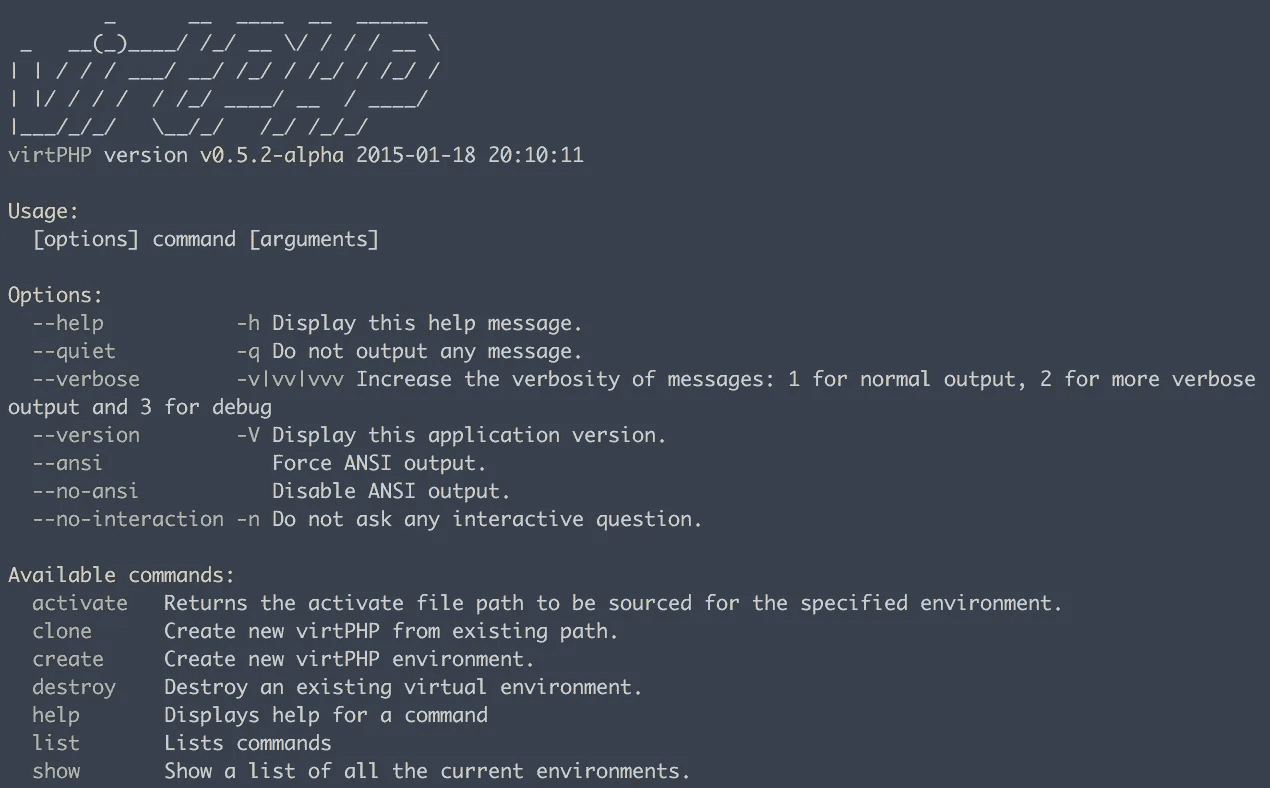 _      __  ____  __  ______
 _   __(_)____/ /_/ __ \/ / / / __ \
| | / / / ___/ __/ /_/ / /_/ / /_/ /
| |/ / / /  / /_/ ____/ __  / ____/
|___/_/_/   \__/_/   /_/ /_/_/
virtPHP version v0.5.2-alpha 2015-01-18 20:10:11

Usage:
  [options] command [arguments]

Options:
  --help           -h Display this help message.
  --quiet          -q Do not output any message.
  --verbose        -v|vv|vvv Increase the verbosity of messages: 1 for normal output, 2 for more verbose
output and 3 for debug
  --version        -V Display this application version.
  --ansi              Force ANSI output.
  --no-ansi           Disable ANSI output.
  --no-interaction -n Do not ask any interactive question.

Available commands:
  activate   Returns the activate file path to be sourced for the specified environment.
  clone      Create new virtPHP from existing path.
  create     Create new virtPHP environment.
  destroy    Destroy an existing virtual environment.
  help       Displays help for a command
  list       Lists commands
  show       Show a list of all the current environments.